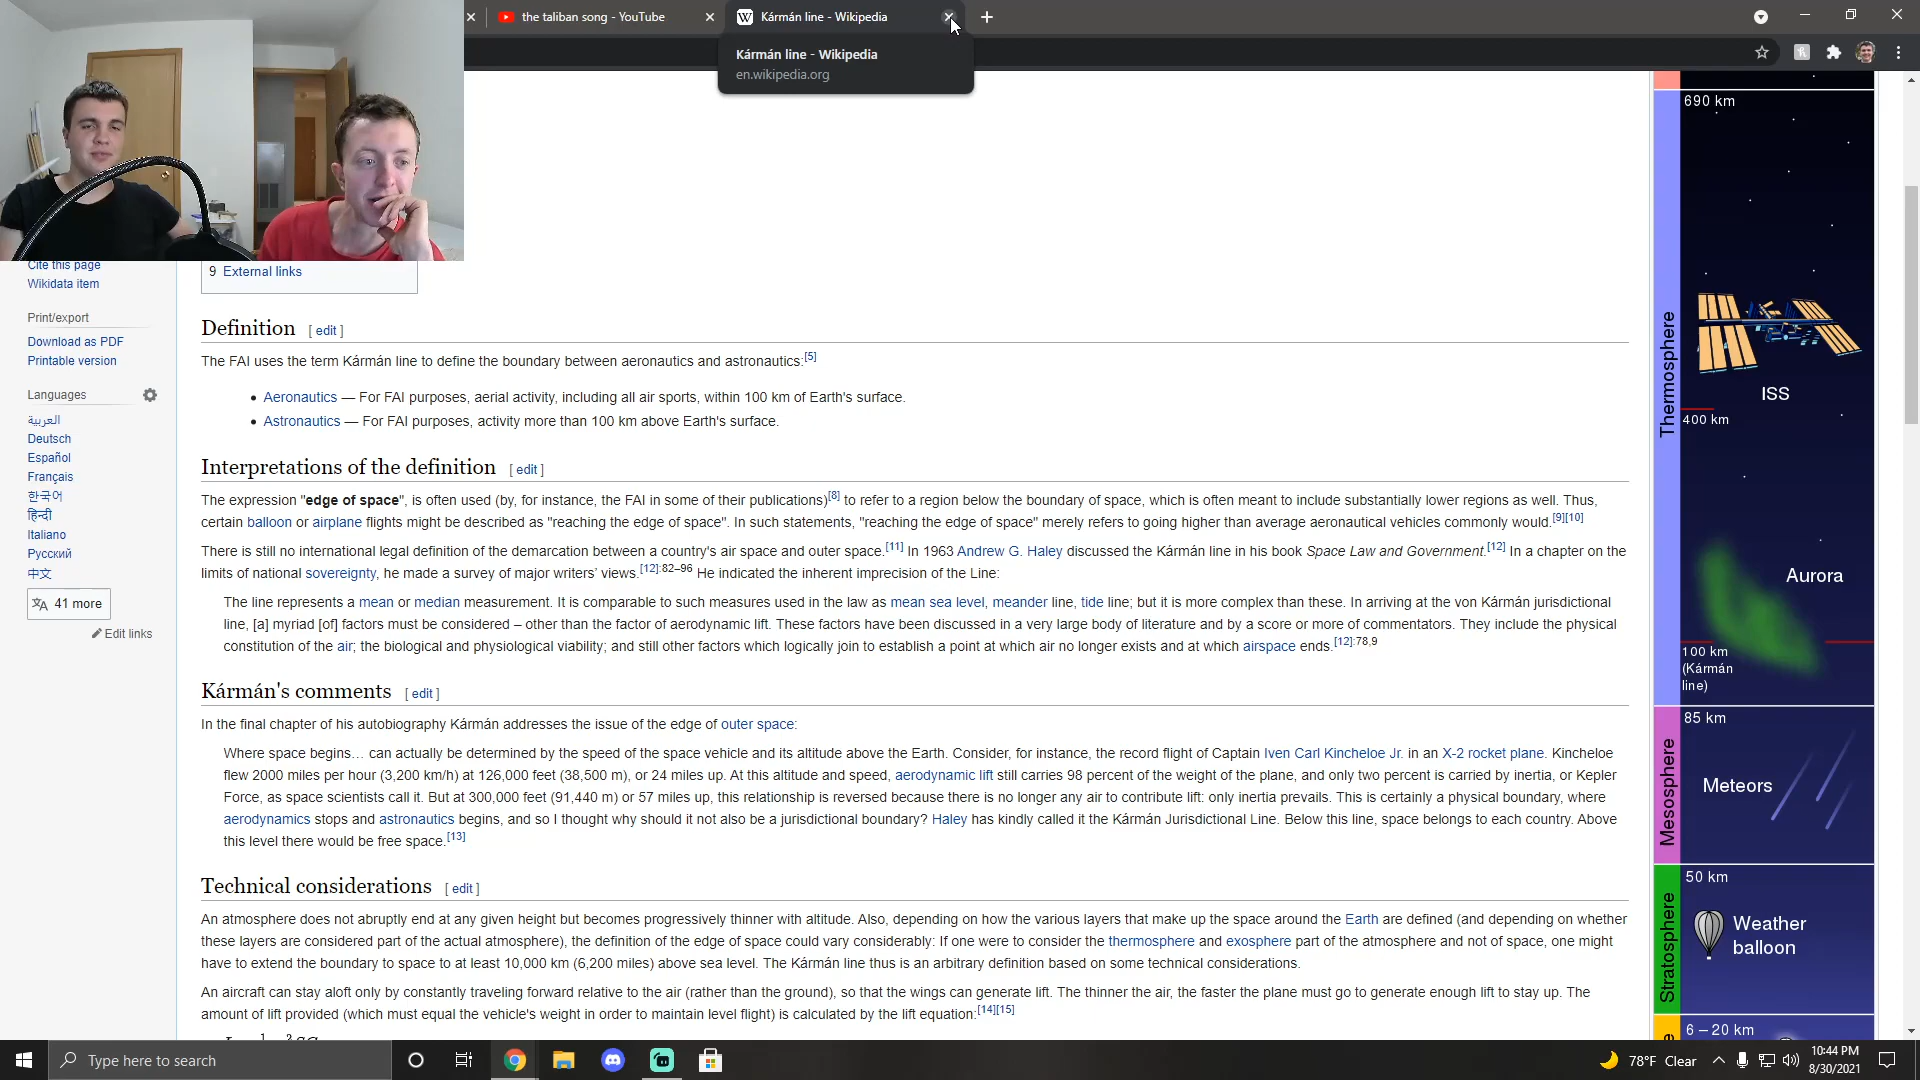 the taliban song - YouTube
Kármán line - Wikipedia
Kármán line - Wikipedia
en.wikipedia.org
Cite this page
Wikidata item
Print/export
Download as PDF
Printable version
Languages
العربية
Deutsch
Español
Français
한국어
हिन्दी
Italiano
Русский
中文
41 more
Edit links
9 External links
Definition [ edit ]
The FAI uses the term Kármán line to define the boundary between aeronautics and astronautics:[5]
• Aeronautics — For FAI purposes, aerial activity, including all air sports, within 100 km of Earth's surface.
• Astronautics — For FAI purposes, activity more than 100 km above Earth's surface.
Interpretations of the definition [ edit ]
The expression "edge of space", is often used (by, for instance, the FAI in some of their publications)[8] to refer to a region below the boundary of space, which is often meant to include substantially lower regions as well. Thus,
certain balloon or airplane flights might be described as "reaching the edge of space". In such statements, "reaching the edge of space" merely refers to going higher than average aeronautical vehicles commonly would.[9][10]
There is still no international legal definition of the demarcation between a country's air space and outer space.[11] In 1963 Andrew G. Haley discussed the Kármán line in his book Space Law and Government.[12] In a chapter on the
limits of national sovereignty, he made a survey of major writers' views.[12]:82–96 He indicated the inherent imprecision of the Line:
The line represents a mean or median measurement. It is comparable to such measures used in the law as mean sea level, meander line, tide line; but it is more complex than these. In arriving at the von Kármán jurisdictional
line, [a] myriad [of] factors must be considered – other than the factor of aerodynamic lift. These factors have been discussed in a very large body of literature and by a score or more of commentators. They include the physical
constitution of the air; the biological and physiological viability; and still other factors which logically join to establish a point at which air no longer exists and at which airspace ends.[12]:78,9
Kármán's comments [ edit ]
In the final chapter of his autobiography Kármán addresses the issue of the edge of outer space:
Where space begins… can actually be determined by the speed of the space vehicle and its altitude above the Earth. Consider, for instance, the record flight of Captain Iven Carl Kincheloe Jr. in an X-2 rocket plane. Kincheloe
flew 2000 miles per hour (3,200 km/h) at 126,000 feet (38,500 m), or 24 miles up. At this altitude and speed, aerodynamic lift still carries 98 percent of the weight of the plane, and only two percent is carried by inertia, or Kepler
Force, as space scientists call it. But at 300,000 feet (91,440 m) or 57 miles up, this relationship is reversed because there is no longer any air to contribute lift: only inertia prevails. This is certainly a physical boundary, where
aerodynamics stops and astronautics begins, and so I thought why should it not also be a jurisdictional boundary? Haley has kindly called it the Kármán Jurisdictional Line. Below this line, space belongs to each country. Above
this level there would be free space.[13]
Technical considerations [ edit ]
An atmosphere does not abruptly end at any given height but becomes progressively thinner with altitude. Also, depending on how the various layers that make up the space around the Earth are defined (and depending on whether
these layers are considered part of the actual atmosphere), the definition of the edge of space could vary considerably: If one were to consider the thermosphere and exosphere part of the atmosphere and not of space, one might
have to extend the boundary to space to at least 10,000 km (6,200 miles) above sea level. The Kármán line thus is an arbitrary definition based on some technical considerations.
An aircraft can stay aloft only by constantly traveling forward relative to the air (rather than the ground), so that the wings can generate lift. The thinner the air, the faster the plane must go to generate enough lift to stay up. The
amount of lift provided (which must equal the vehicle's weight in order to maintain level flight) is calculated by the lift equation:[14][15]
690 km
Thermosphere
ISS
400 km
Aurora
100 km
(Kármán
line)
85 km
Mesosphere
Meteors
50 km
Stratosphere
Weather
balloon
6 – 20 km
Type here to search
78°F Clear
10:44 PM
8/30/2021